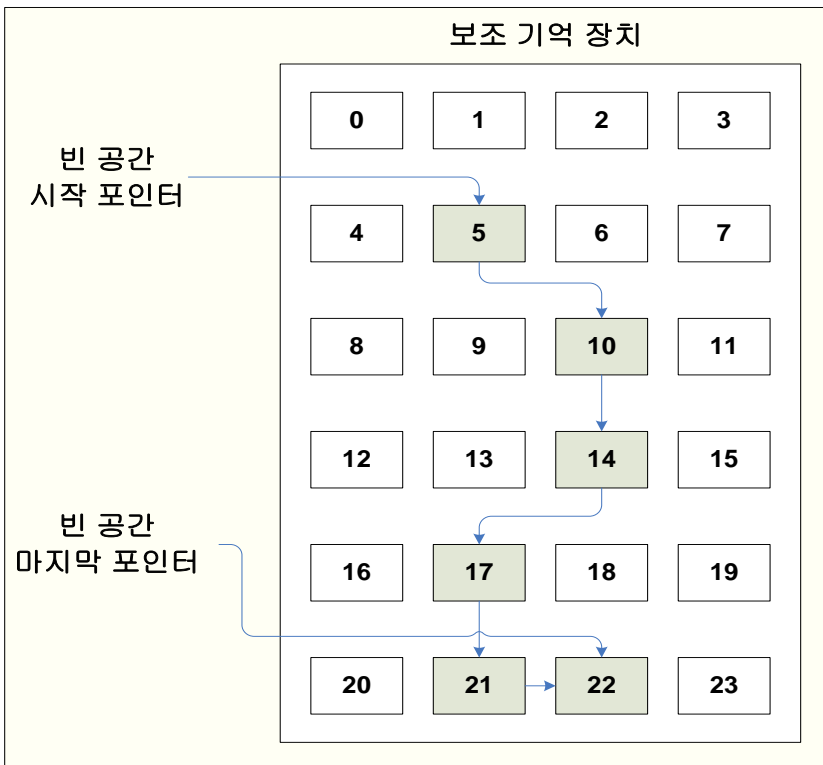 보조 기억 장치
0 1 2 3
빈 공간
시작 포인터
4 5 6 7
8 9 10 11
12 13 14 15
빈 공간
마지막 포인터
16 17 18 19
20 21 22 23